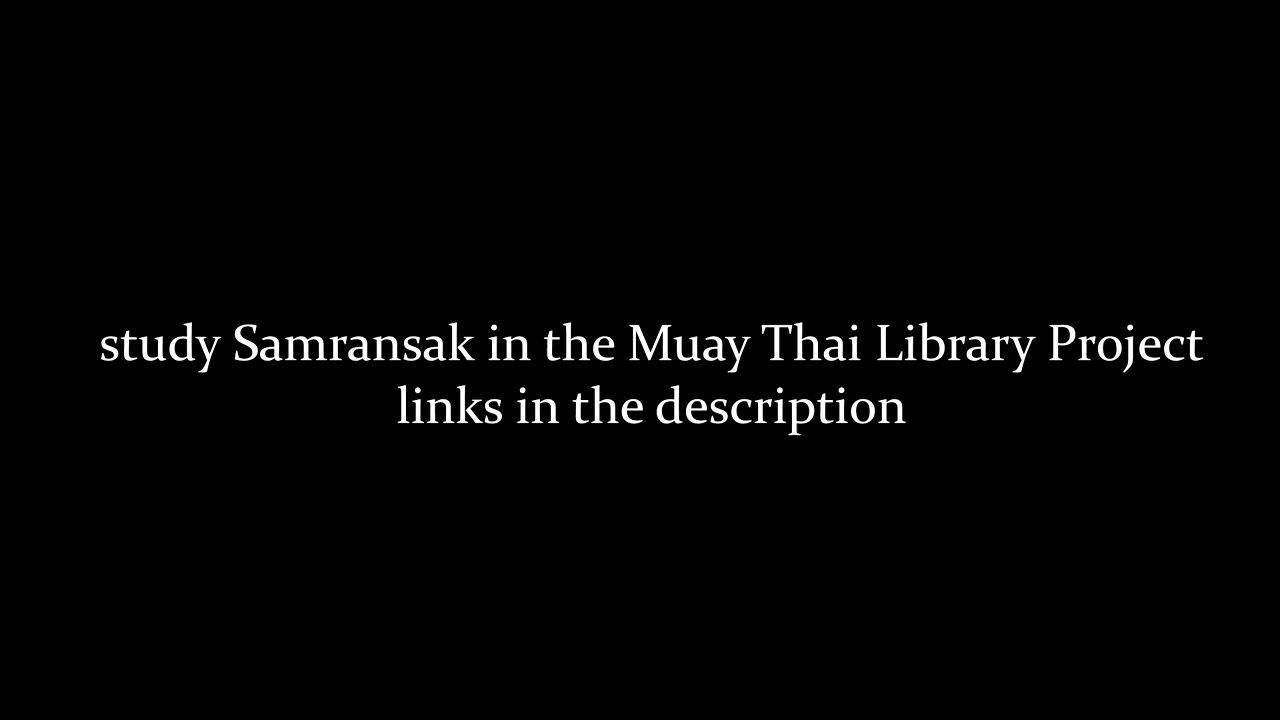 study Samransak in the Muay Thai Library Project
links in the description